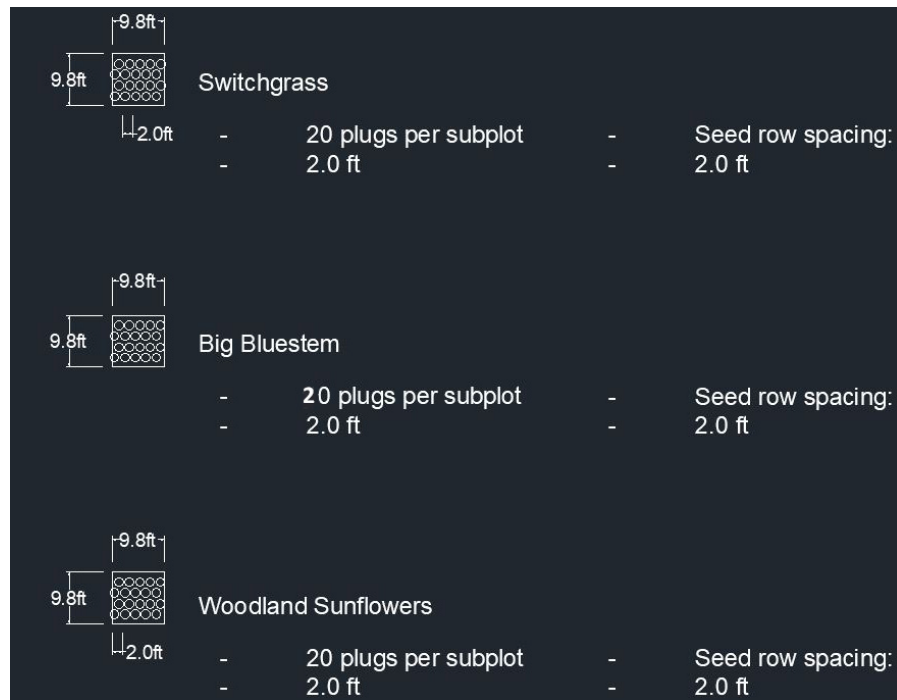 9.8ft
9.8ft
Switchgrass
2.0ft
- 20 plugs per subplot - Seed row spacing:
- 2.0 ft - 2.0 ft
9.8ft
9.8ft
Big Bluestem
- 20 plugs per subplot - Seed row spacing:
- 2.0 ft - 2.0 ft
9.8ft
9.8ft
Woodland Sunflowers
2.0ft
- 20 plugs per subplot - Seed row spacing:
- 2.0 ft - 2.0 ft